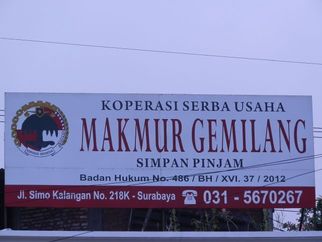 KOPERASI SERBA USAHA
MAKMUR GEMILANG
SIMPAN PINJAM
Badan Hukum No. 486 / BH / XVI. 37 / 2012
Jl. Simo Kalangan No. 218K - Surabaya ☎ 031 - 5670267